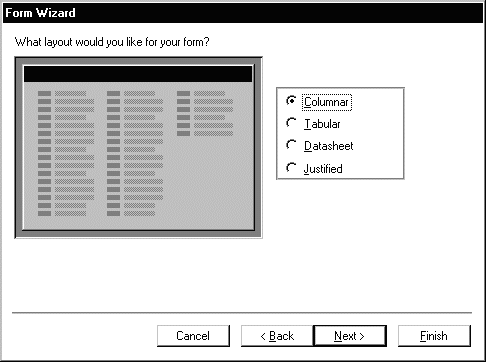 Form Wizard
What layout would you like for your form?
Columnar
Tabular
Datasheet
Justified
Cancel
< Back
Next >
Finish